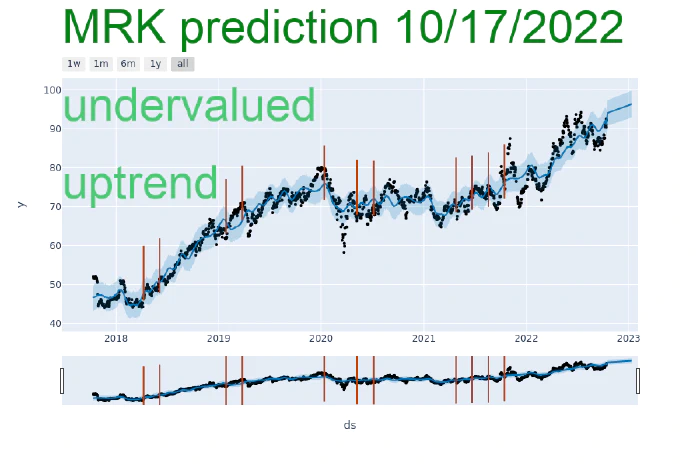 MRK prediction 10/17/2022
1w 1m 6m 1y all
100
undervalued
90
80
uptrend
70
y
60
50
40
2018 2019 2020 2021 2022 2023
ds